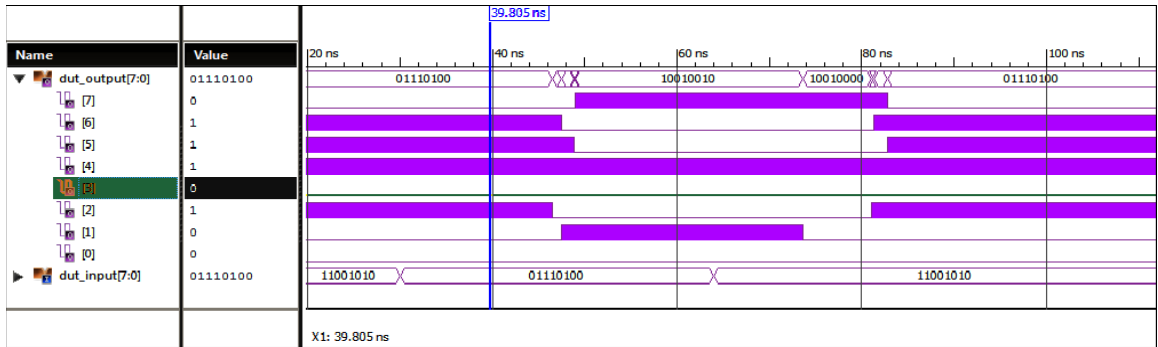 39.805 ns
Name Value 20 ns 40 ns 60 ns 80 ns 100 ns
dut_output[7:0] 01110100 01110100 10010010 10010000 01110100
[7] 0
[6] 1
[5] 1
[4] 1
[3] 0
[2] 1
[1] 0
[0] 0
dut_input[7:0] 01110100 11001010 01110100 11001010
X1: 39.805 ns